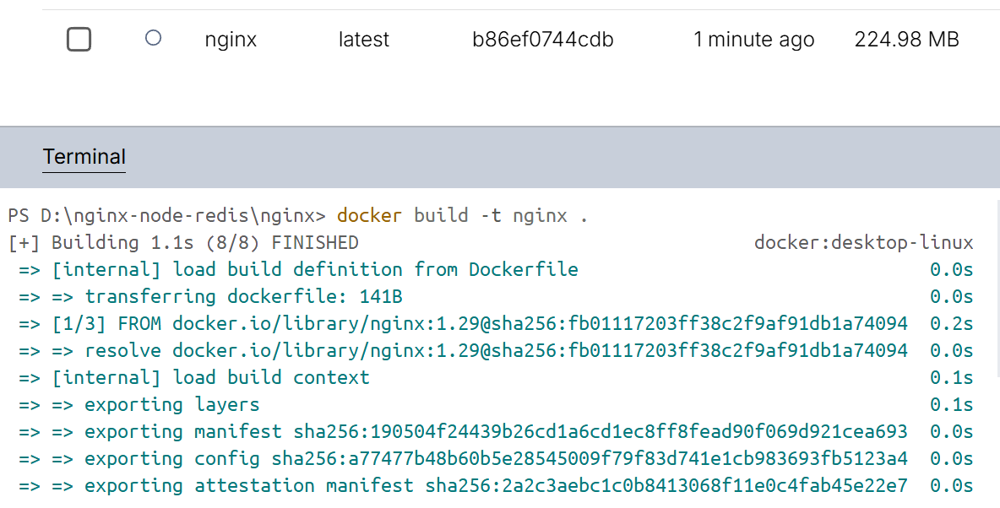 nginx latest b86ef0744cdb 1 minute ago 224.98 MB
Terminal
PS D:\nginx-node-redis\nginx> docker build -t nginx .
[+] Building 1.1s (8/8) FINISHED docker:desktop-linux
=> [internal] load build definition from Dockerfile 0.0s
=> => transferring dockerfile: 141B 0.0s
=> [1/3] FROM docker.io/library/nginx:1.29@sha256:fb01117203ff38c2f9af91db1a74094 0.2s
=> => resolve docker.io/library/nginx:1.29@sha256:fb01117203ff38c2f9af91db1a74094 0.0s
=> [internal] load build context 0.1s
=> => exporting layers 0.1s
=> => exporting manifest sha256:190504f24439b26cd1a6cd1ec8ff8fead90f069d921cea693 0.0s
=> => exporting config sha256:a77477b48b60b5e28545009f79f83d741e1cb983693fb5123a4 0.0s
=> => exporting attestation manifest sha256:2a2c3aebc1c0b8413068f11e0c4fab45e22e7 0.0s